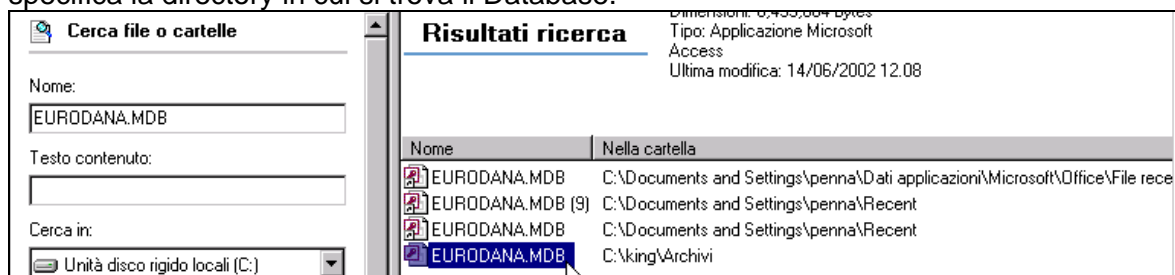 specifica la directory in cui si trova il Database.
Cerca file o cartelle
Nome:
EURODANA.MDB
Testo contenuto:
Cerca in:
Unità disco rigido locali (C:)
Risultati ricerca
Tipo: Applicazione Microsoft
Access
Ultima modifica: 14/06/2002 12.08
Nome Nella cartella
EURODANA.MDB C:\Documents and Settings\penna\Dati applicazioni\Microsoft\Office\File rece
EURODANA.MDB (9) C:\Documents and Settings\penna\Recent
EURODANA.MDB C:\Documents and Settings\penna\Recent
EURODANA.MDB C:\king\Archivi